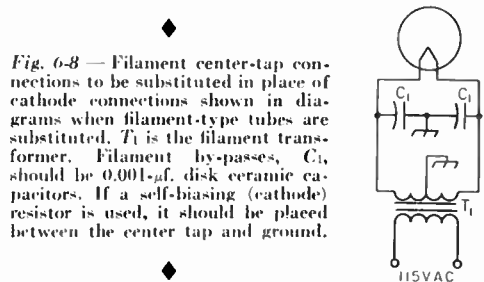 Fig. 6-8 — Filament center-tap con-
nections to be substituted in place of
cathode connections shown in dia-
grams when filament-type tubes are
substituted. T1 is the filament trans-
former. Filament by-passes, C1,
should be 0.001-μf. disk ceramic ca-
pacitors. If a self-biasing (cathode)
resistor is used, it should be placed
between the center tap and ground.
C1 C1
T1
115VAC